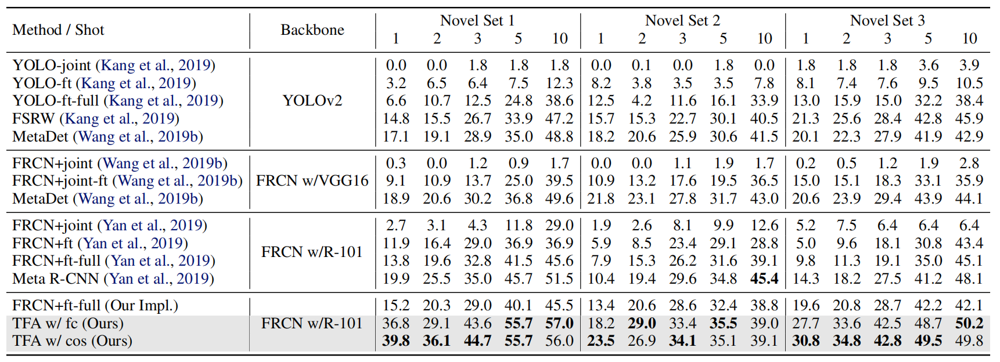 Method / Shot Backbone Novel Set 1 Novel Set 2 Novel Set 3
1 2 3 5 10 1 2 3 5 10 1 2 3 5 10
YOLO-joint (Kang et al., 2019) 0.0 0.0 1.8 1.8 1.8 0.0 0.1 0.0 1.8 0.0 1.8 1.8 1.8 3.6 3.9
YOLO-ft (Kang et al., 2019) 3.2 6.5 6.4 7.5 12.3 8.2 3.8 3.5 3.5 7.8 8.1 7.4 7.6 9.5 10.5
YOLO-ft-full (Kang et al., 2019) YOLOv2 6.6 10.7 12.5 24.8 38.6 12.5 4.2 11.6 16.1 33.9 13.0 15.9 15.0 32.2 38.4
FSRW (Kang et al., 2019) 14.8 15.5 26.7 33.9 47.2 15.7 15.3 22.7 30.1 40.5 21.3 25.6 28.4 42.8 45.9
MetaDet (Wang et al., 2019b) 17.1 19.1 28.9 35.0 48.8 18.2 20.6 25.9 30.6 41.5 20.1 22.3 27.9 41.9 42.9
FRCN+joint (Wang et al., 2019b) 0.3 0.0 1.2 0.9 1.7 0.0 0.0 1.1 1.9 1.7 0.2 0.5 1.2 1.9 2.8
FRCN+joint-ft (Wang et al., 2019b) FRCN w/VGG16 9.1 10.9 13.7 25.0 39.5 10.9 13.2 17.6 19.5 36.5 15.0 15.1 18.3 33.1 35.9
MetaDet (Wang et al., 2019b) 18.9 20.6 30.2 36.8 49.6 21.8 23.1 27.8 31.7 43.0 20.6 23.9 29.4 43.9 44.1
FRCN+joint (Yan et al., 2019) 2.7 3.1 4.3 11.8 29.0 1.9 2.6 8.1 9.9 12.6 5.2 7.5 6.4 6.4 6.4
FRCN+ft (Yan et al., 2019) FRCN w/R-101 11.9 16.4 29.0 36.9 36.9 5.9 8.5 23.4 29.1 28.8 5.0 9.6 18.1 30.8 43.4
FRCN+ft-full (Yan et al., 2019) 13.8 19.6 32.8 41.5 45.6 7.9 15.3 26.2 31.6 39.1 9.8 11.3 19.1 35.0 45.1
Meta R-CNN (Yan et al., 2019) 19.9 25.5 35.0 45.7 51.5 10.4 19.4 29.6 34.8 45.4 14.3 18.2 27.5 41.2 48.1
FRCN+ft-full (Our Impl.) 15.2 20.3 29.0 40.1 45.5 13.4 20.6 28.6 32.4 38.8 19.6 20.8 28.7 42.2 42.1
TFA w/ fc (Ours) FRCN w/R-101 36.8 29.1 43.6 55.7 57.0 18.2 29.0 33.4 35.5 39.0 27.7 33.6 42.5 48.7 50.2
TFA w/ cos (Ours) 39.8 36.1 44.7 55.7 56.0 23.5 26.9 34.1 35.1 39.1 30.8 34.8 42.8 49.5 49.8